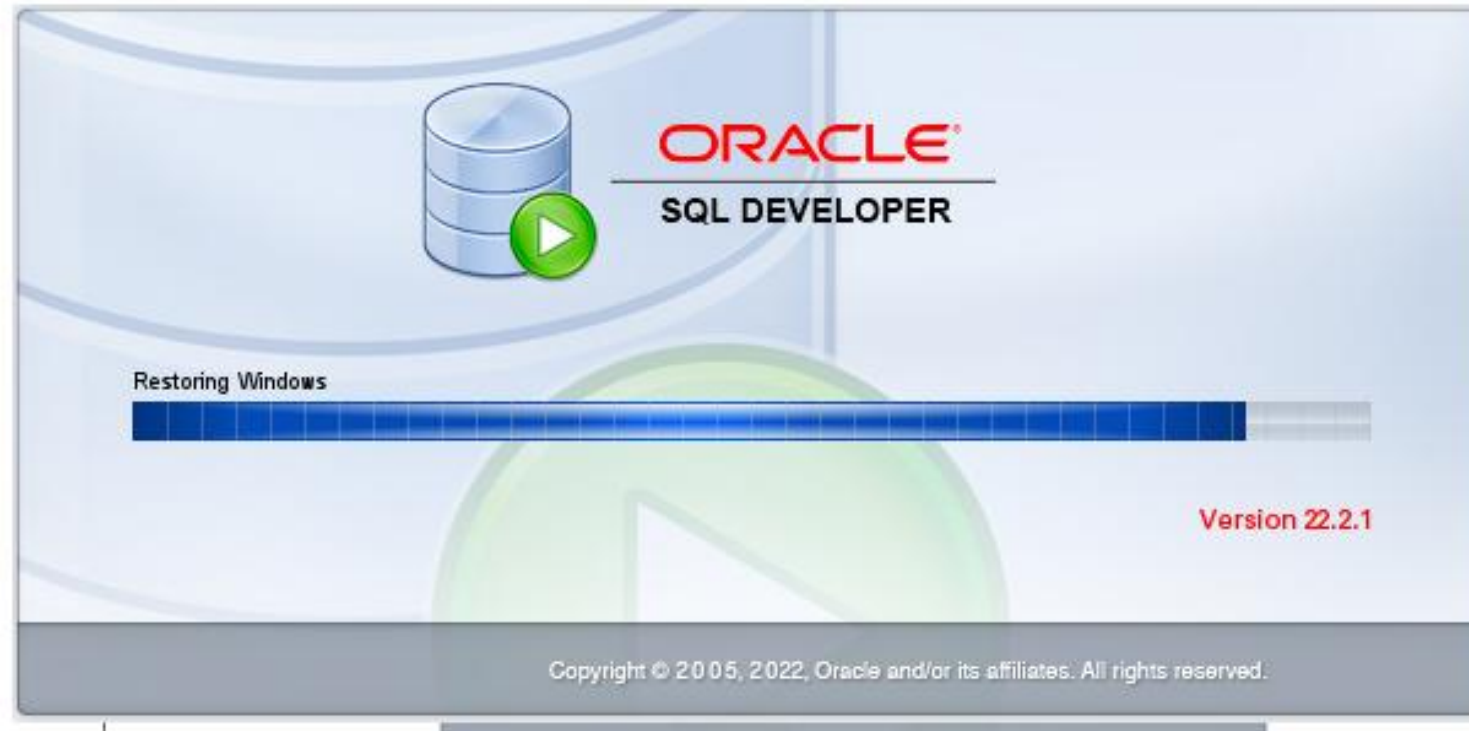 ORACLE®
SQL DEVELOPER
Restoring Windows
Version 22.2.1
Copyright © 2005, 2022, Oracle and/or its affiliates. All rights reserved.